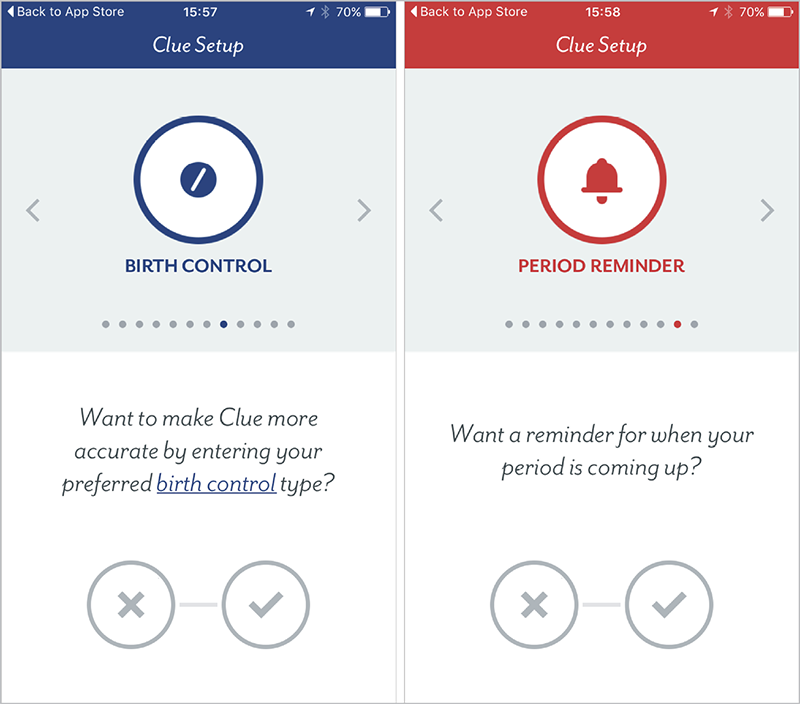 Back to App Store 15:57 70%
Clue Setup
BIRTH CONTROL
Want to make Clue more
accurate by entering your
preferred birth control type?
Back to App Store 15:58 70%
Clue Setup
PERIOD REMINDER
Want a reminder for when your
period is coming up?